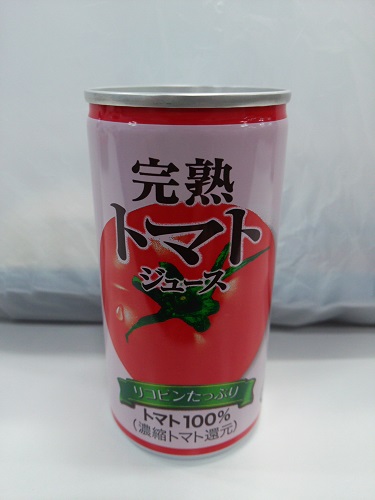 完熟
トマト
ジュース
リコピンたっぷり
トマト100%
(濃縮トマト還元)